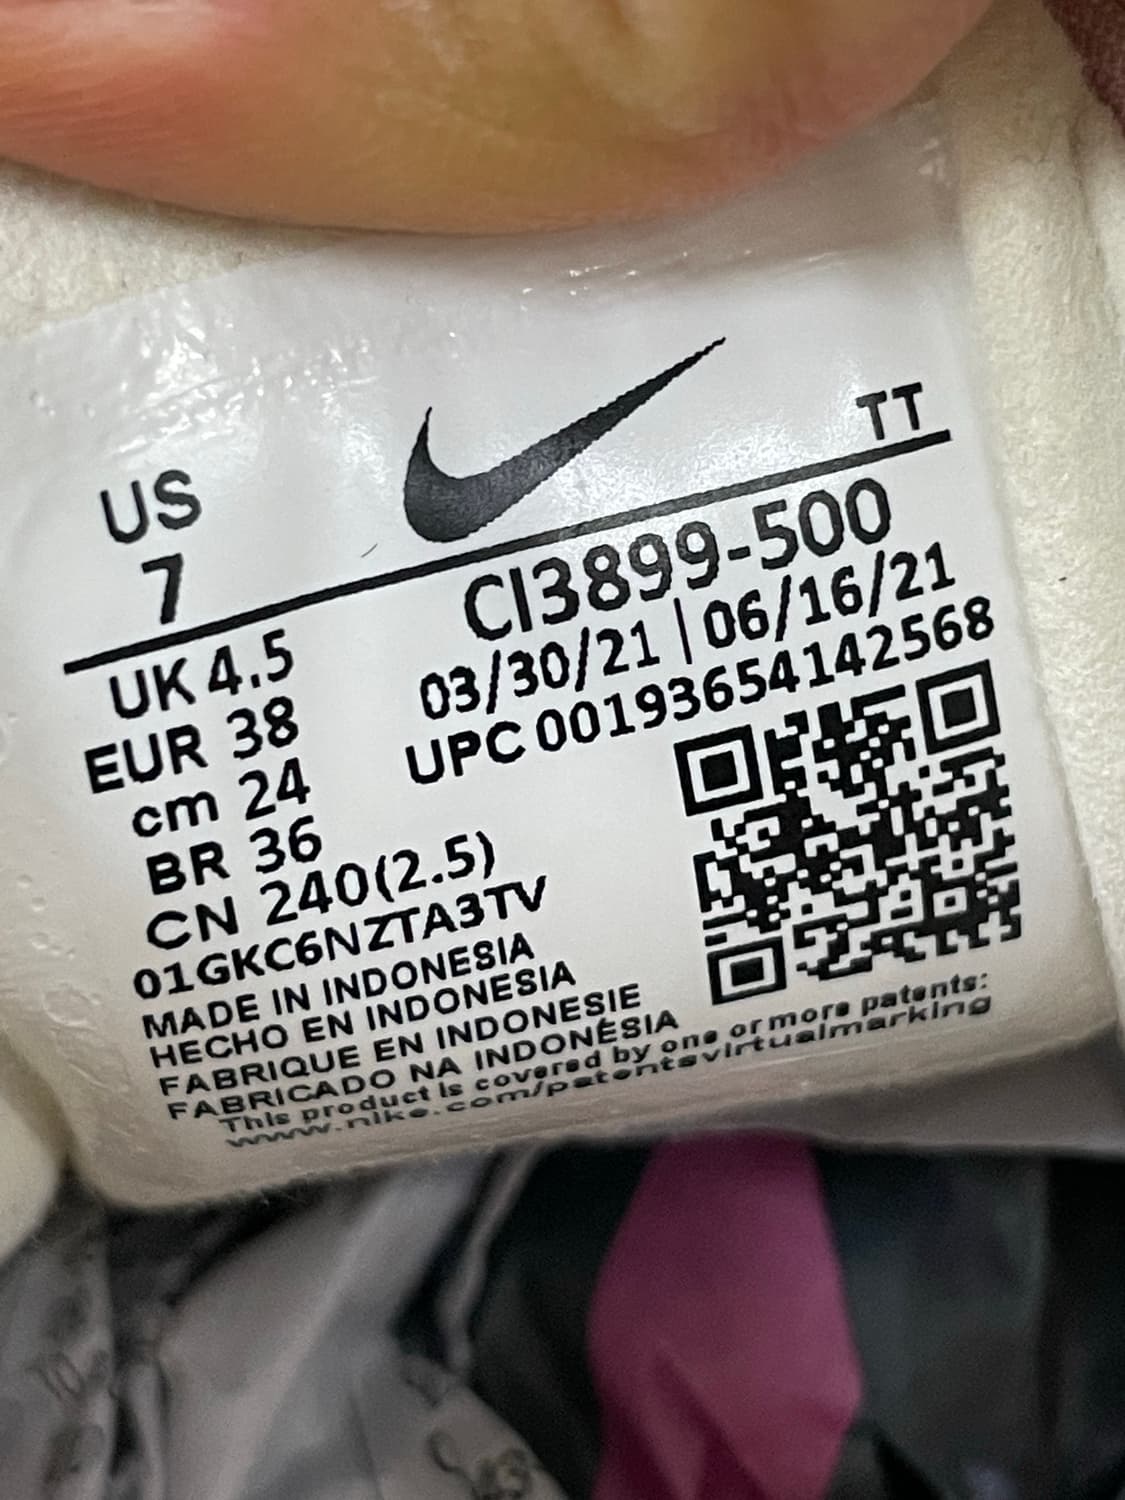 TT
US
7
CI3899-500
03/30/21 | 06/16/21
UPC 00193654142568
UK 4.5
EUR 38
cm 24
BR 36
CN 240(2.5)
01GKC6NZTA3TV
MADE IN INDONESIA
HECHO EN INDONESIA
FABRIQUE EN INDONESIE
FABRICADO NA INDONÉSIA
This product is covered by one or more patents:
www.nike.com/patentsvirtualmarking